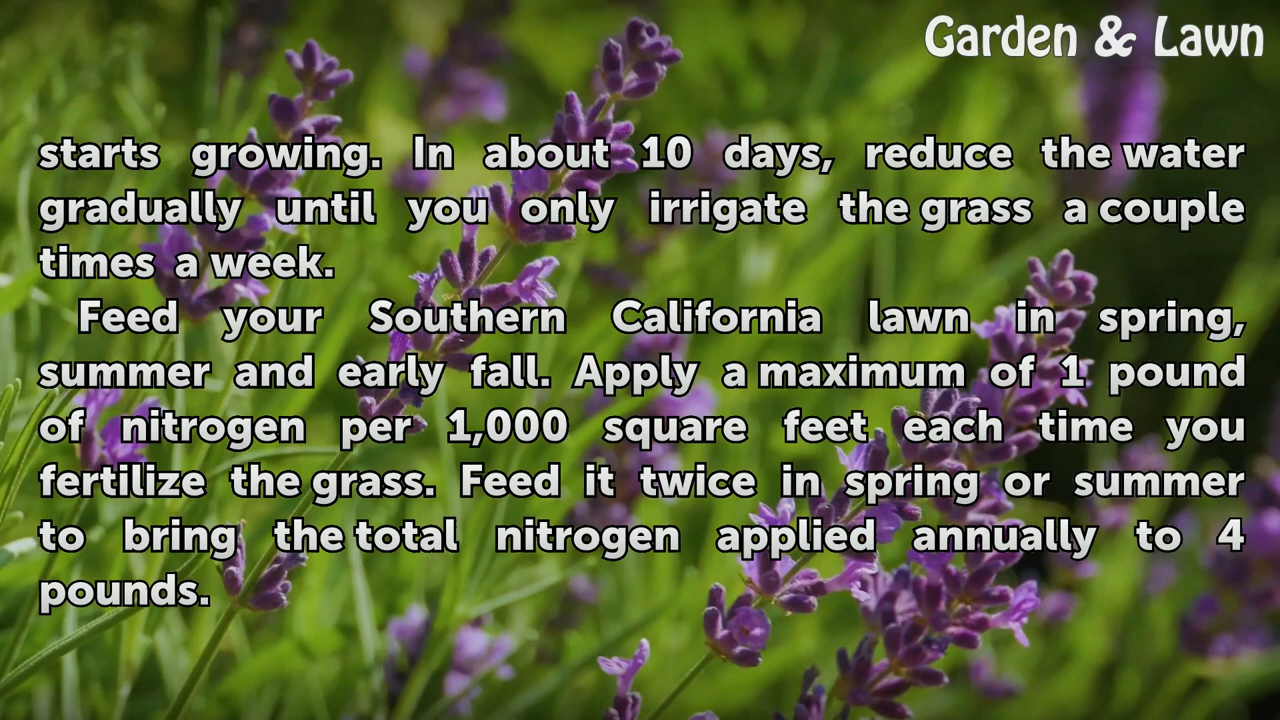 Garden & Lawn
starts growing. In about 10 days, reduce the water
gradually until you only irrigate the grass a couple
times a week.
Feed your Southern California lawn in spring,
summer and early fall. Apply a maximum of 1 pound
of nitrogen per 1,000 square feet each time you
fertilize the grass. Feed it twice in spring or summer
to bring the total nitrogen applied annually to 4
pounds.